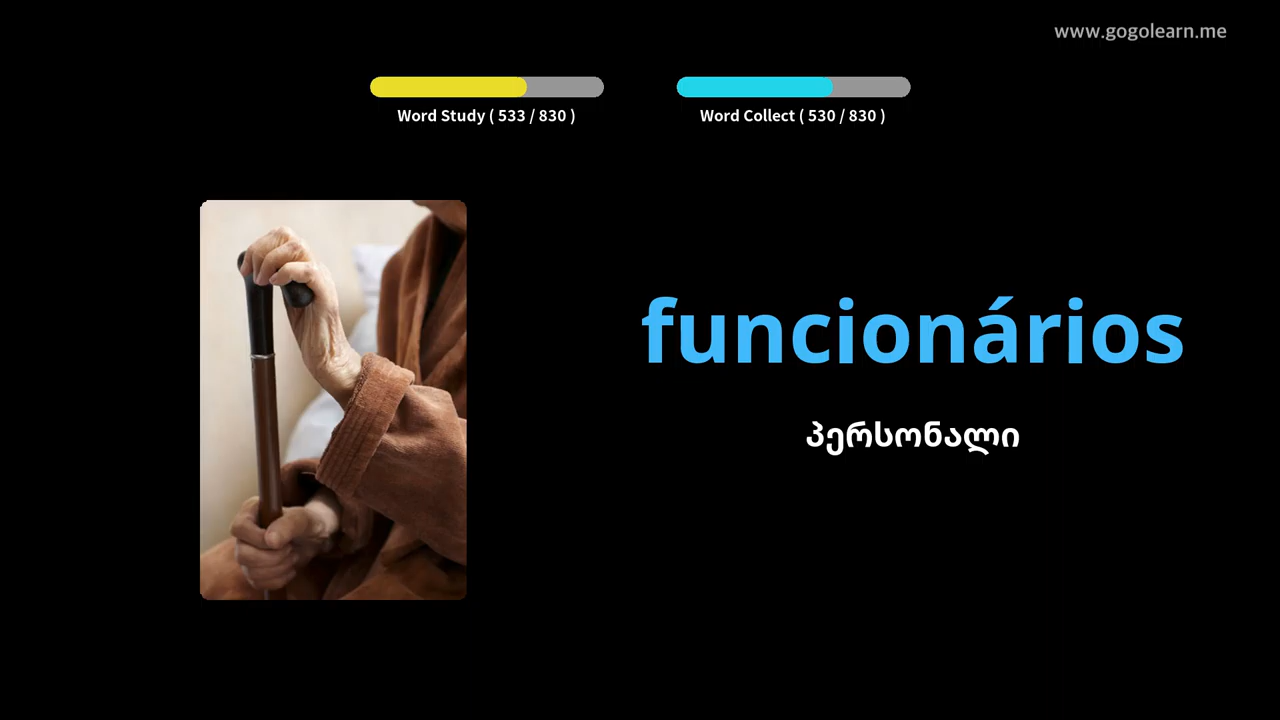 www.gogolearn.me
Word Study ( 533 / 830 )
Word Collect ( 530 / 830 )
funcionários
პერსონალი